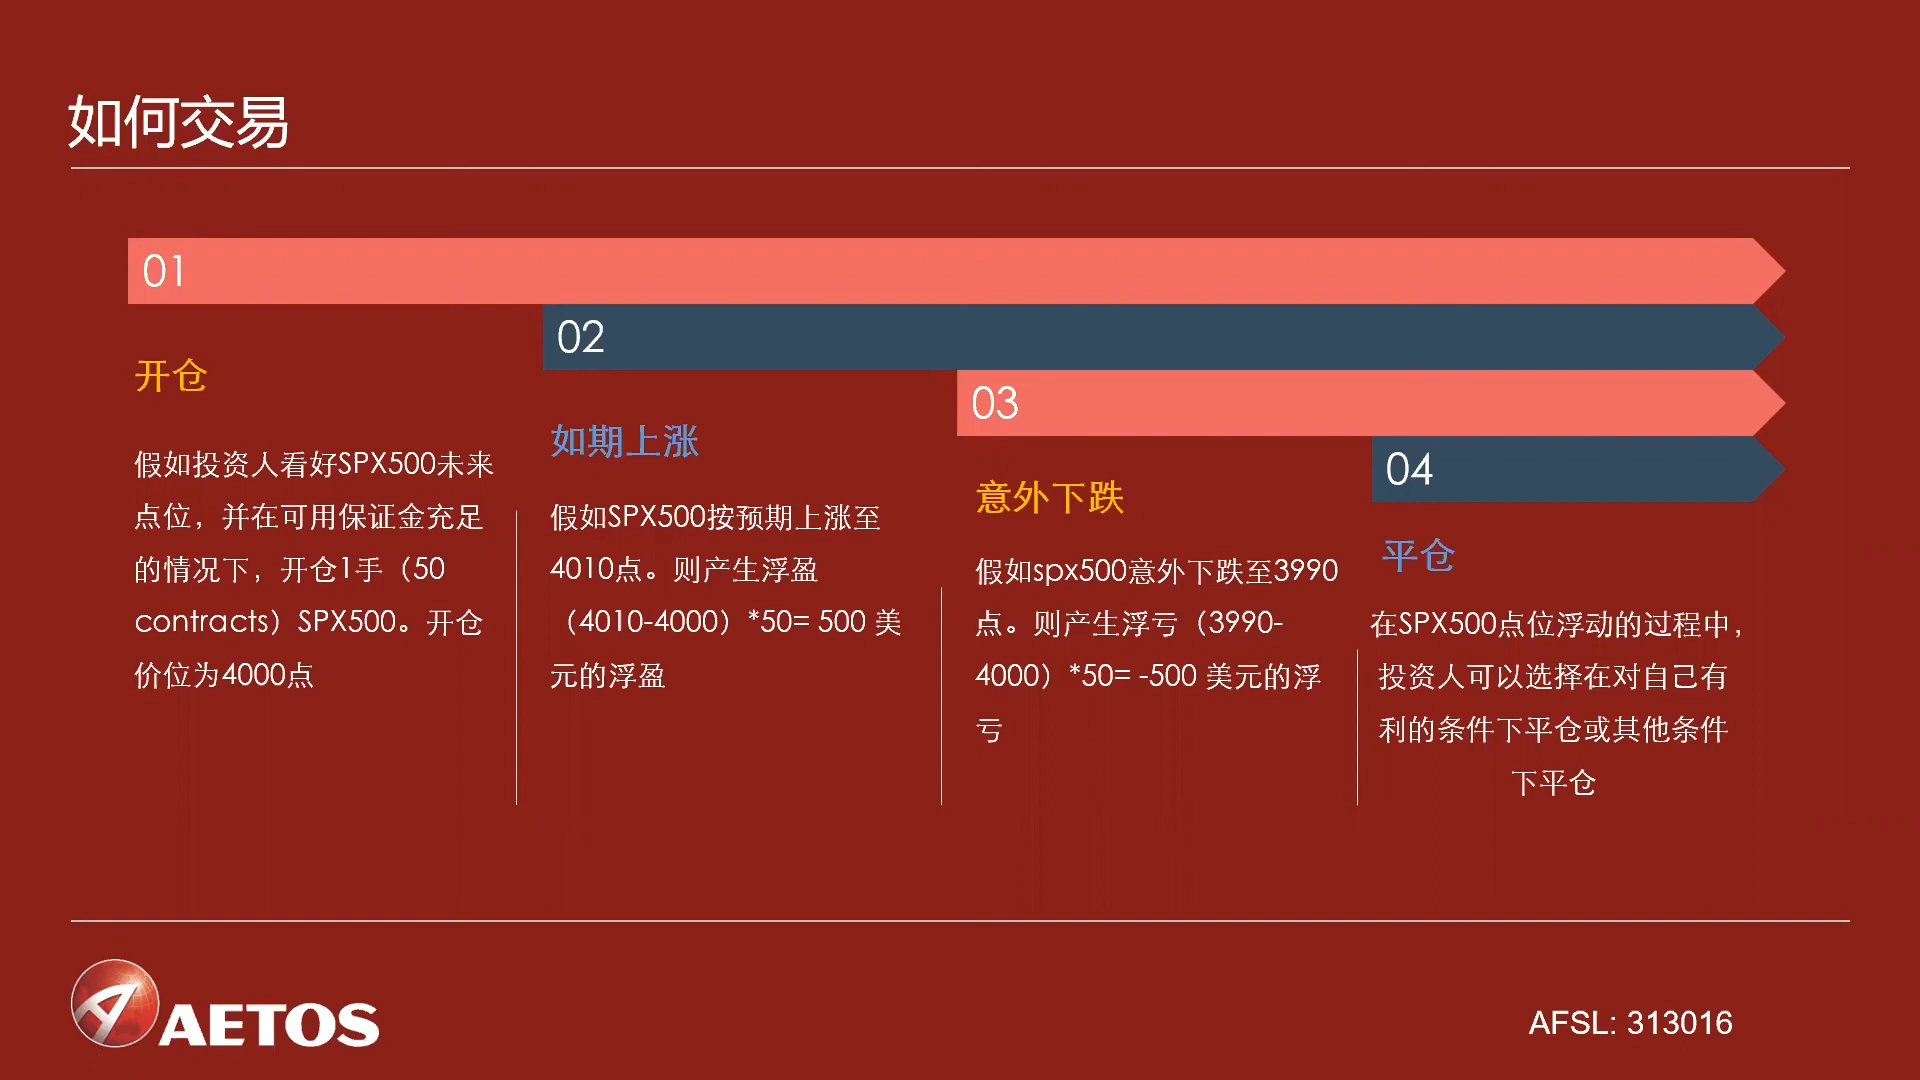 如何交易
01
开仓
假如投资人看好SPX500未来
点位，并在可用保证金充足
的情况下，开仓1手（50
contracts）SPX500。开仓
价位为4000点
02
如期上涨
假如SPX500按预期上涨至
4010点。则产生浮盈
（4010-4000）*50= 500 美
元的浮盈
03
意外下跌
假如spx500意外下跌至3990
点。则产生浮亏（3990-
4000）*50= -500 美元的浮
亏
04
平仓
在SPX500点位浮动的过程中，
投资人可以选择在对自己有
利的条件下平仓或其他条件
下平仓
AETOS
AFSL: 313016